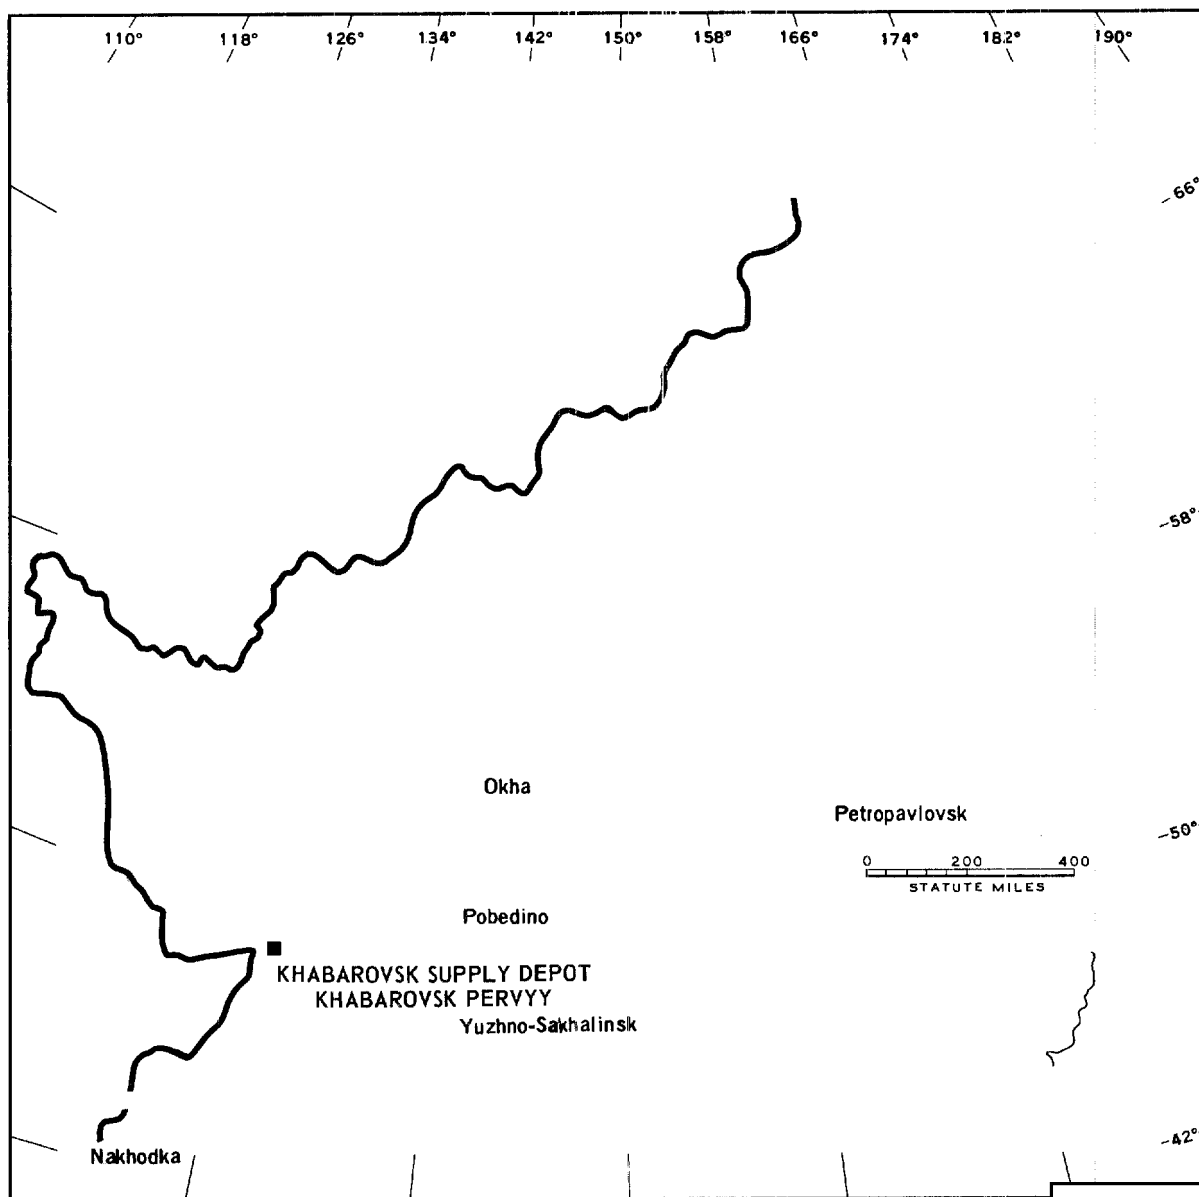 110° 118° 126° 134° 142° 150° 158° 166° 174° 182° 190°
66°
58°
Okha
Petropavlovsk
50°
0 200 400
STATUTE MILES
Pobedino
KHABAROVSK SUPPLY DEPOT
KHABAROVSK PERVYY
Yuzhno-Sakhalinsk
42°
Nakhodka